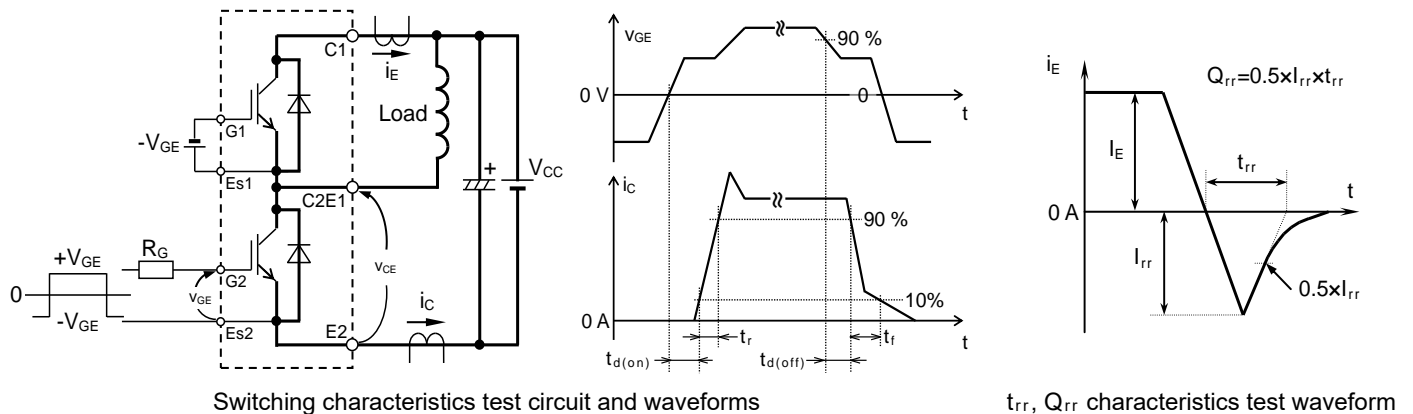 C1
iE
G1
-VGE
Es1
Load
+
VCC
C2E1
+VGE
0
-VGE
RG
G2
vGE
Es2
vCE
iC
E2
vGE
90 %
0 V
0
t
iC
90 %
10%
0 A
tr
tf
t
td(on)
td(off)
Switching characteristics test circuit and waveforms
iE
Qrr=0.5×Irr×trr
IE
trr
t
0 A
Irr
0.5×Irr
trr, Qrr characteristics test waveform